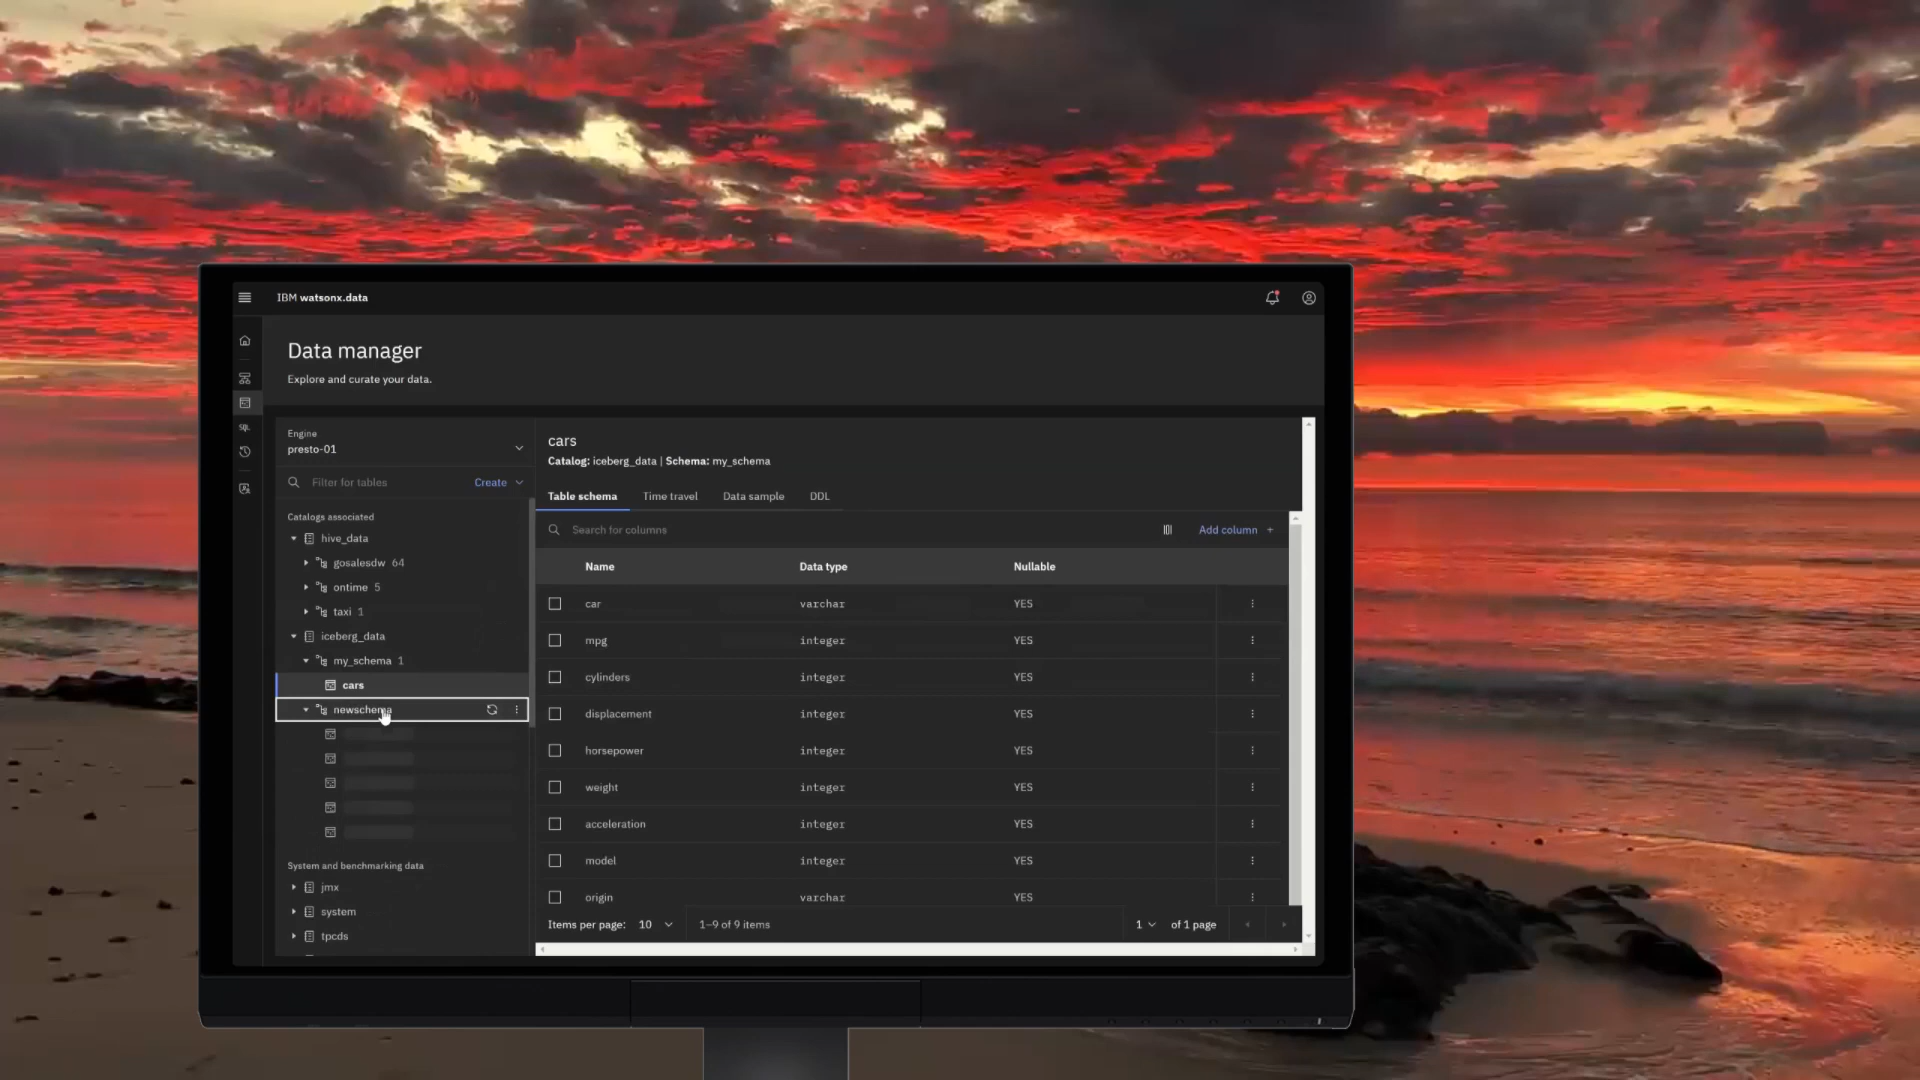 IBM watsonx.data
Data manager
Explore and curate your data.
Engine
presto-01
Filter for tables
Create
Catalogs associated
hive_data
gosalesdw 64
ontime 5
taxi 1
iceberg_data
my_schema 1
cars
newschema
System and benchmarking data
jmx
system
tpcds
SQL
cars
Catalog: iceberg_data | Schema: my_schema
Table schema Time travel Data sample DDL
Search for columns
Add column +
Name Data type Nullable
car varchar YES
mpg integer YES
cylinders integer YES
displacement integer YES
horsepower integer YES
weight integer YES
acceleration integer YES
model integer YES
origin varchar YES
Items per page: 10 1–9 of 9 items 1 of 1 page